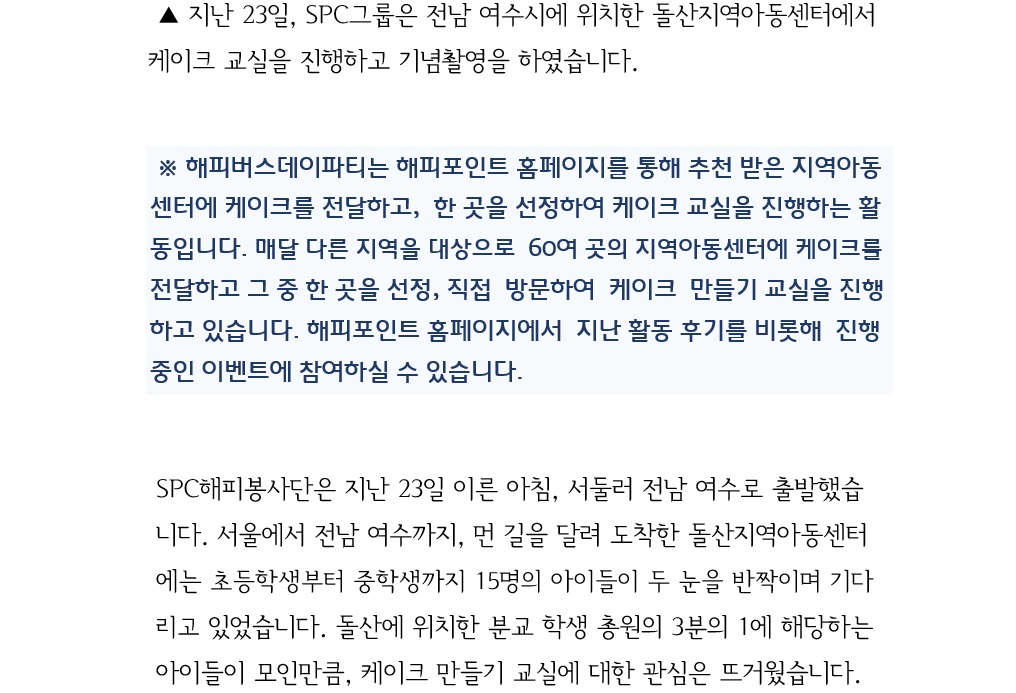 ▲ 지난 23일, SPC그룹은 전남 여수시에 위치한 돌산지역아동센터에서
케이크 교실을 진행하고 기념촬영을 하였습니다.
※ 해피버스데이파티는 해피포인트 홈페이지를 통해 추천 받은 지역아동
센터에 케이크를 전달하고, 한 곳을 선정하여 케이크 교실을 진행하는 활
동입니다. 매달 다른 지역을 대상으로 60여 곳의 지역아동센터에 케이크를
전달하고 그 중 한 곳을 선정, 직접 방문하여 케이크 만들기 교실을 진행
하고 있습니다. 해피포인트 홈페이지에서 지난 활동 후기를 비롯해 진행
중인 이벤트에 참여하실 수 있습니다.
SPC해피봉사단은 지난 23일 이른 아침, 서둘러 전남 여수로 출발했습
니다. 서울에서 전남 여수까지, 먼 길을 달려 도착한 돌산지역아동센터
에는 초등학생부터 중학생까지 15명의 아이들이 두 눈을 반짝이며 기다
리고 있었습니다. 돌산에 위치한 분교 학생 총원의 3분의 1에 해당하는
아이들이 모인만큼, 케이크 만들기 교실에 대한 관심은 뜨거웠습니다.